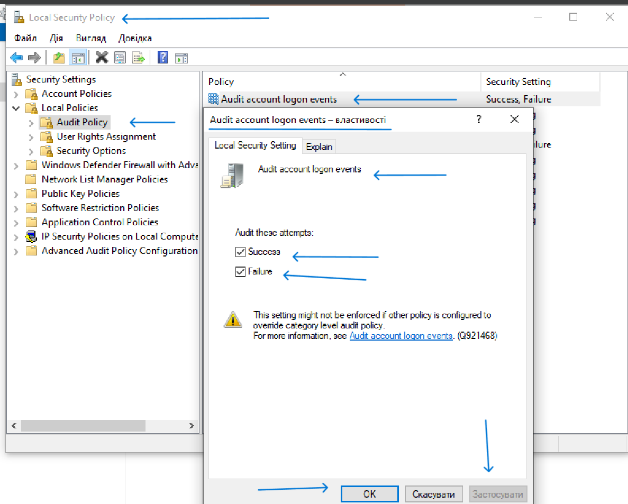 Local Security Policy
Файл Дія Вигляд Довідка
Security Settings
Account Policies
Local Policies
Audit Policy
User Rights Assignment
Security Options
Windows Defender Firewall with Adva
Network List Manager Policies
Public Key Policies
Software Restriction Policies
Application Control Policies
IP Security Policies on Local Compute
Advanced Audit Policy Configuration
Policy Security Setting
Audit account logon events Success, Failure
Audit account logon events – властивості ?
Local Security Setting Explain
Audit account logon events
Audit these attempts:
Success
Failure
This setting might not be enforced if other policy is configured to
override category level audit policy.
For more information, see Audit account logon events. (Q921468)
OK Скасувати Застосувати